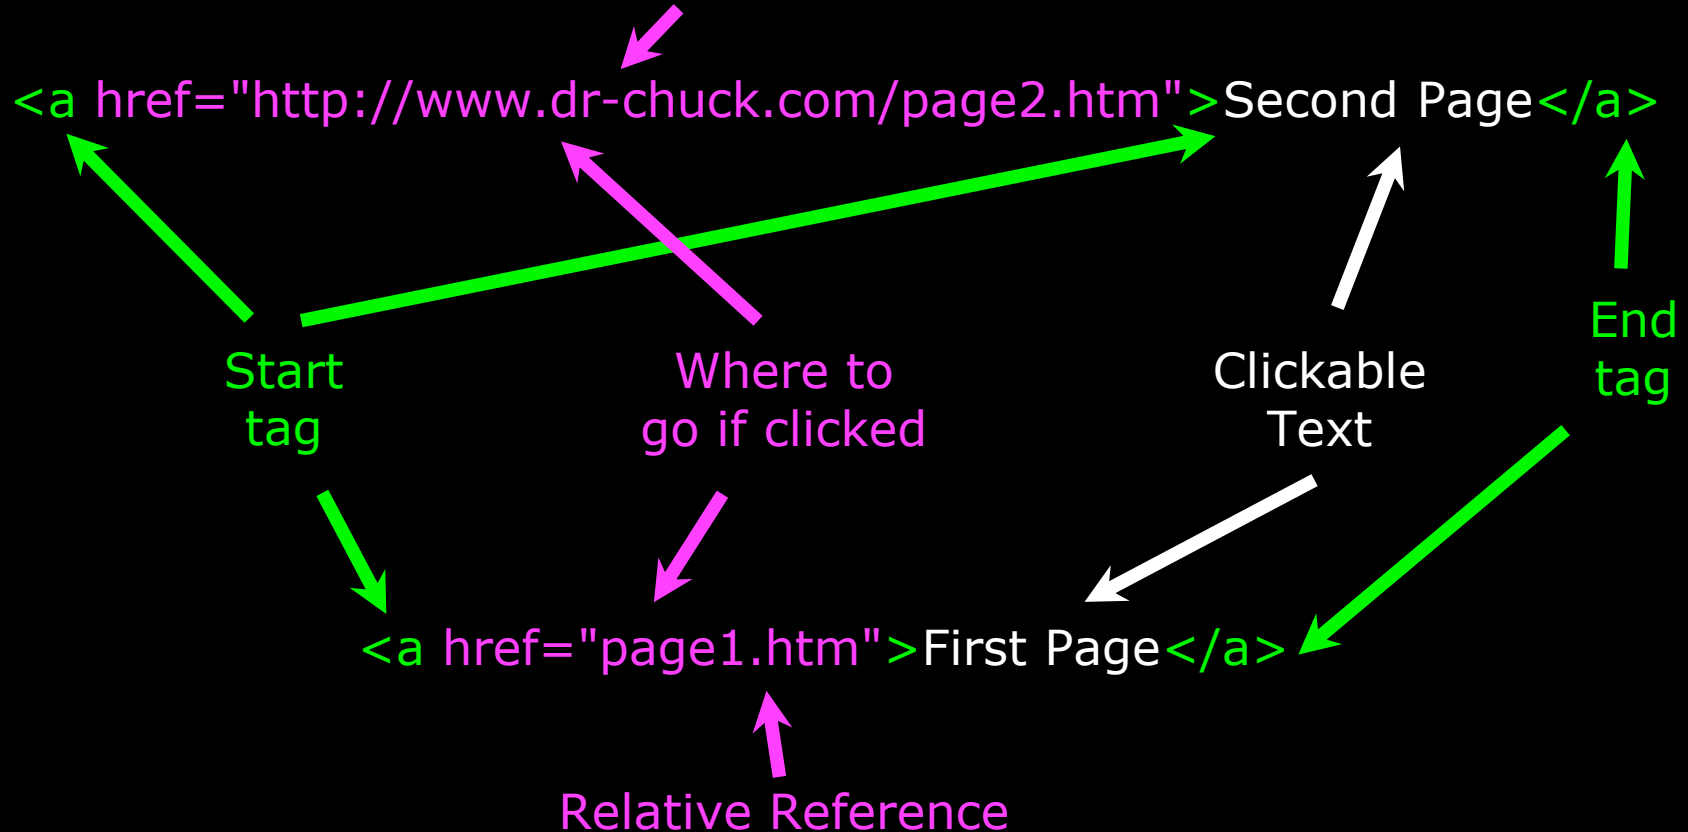 <a href="http://www.dr-chuck.com/page2.htm">Second Page</a>
Start
tag
Where to
go if clicked
Clickable
Text
End
tag
<a href="page1.htm">First Page</a>
Relative Reference